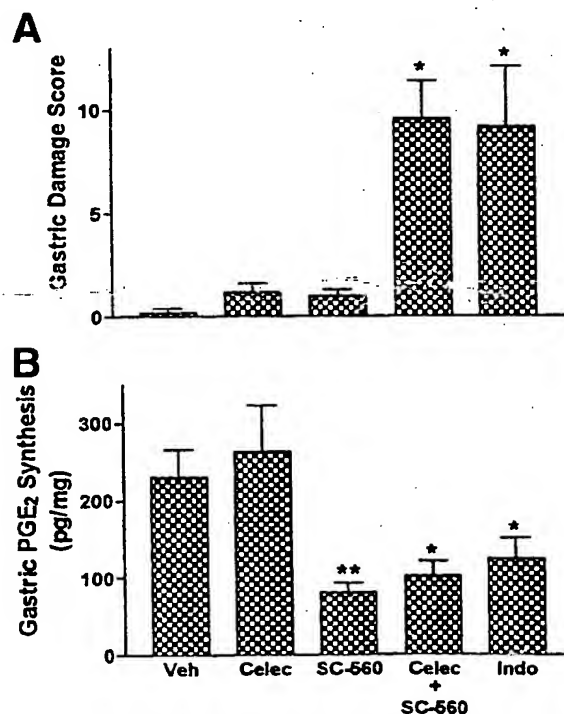 A
Gastric Damage Score
10
5
0
*
*
B
Gastric PGE₂ Synthesis
(pg/mg)
300
200
100
0
**
*
*
Veh
Celec
SC-560
Celec
+
SC-560
Indo